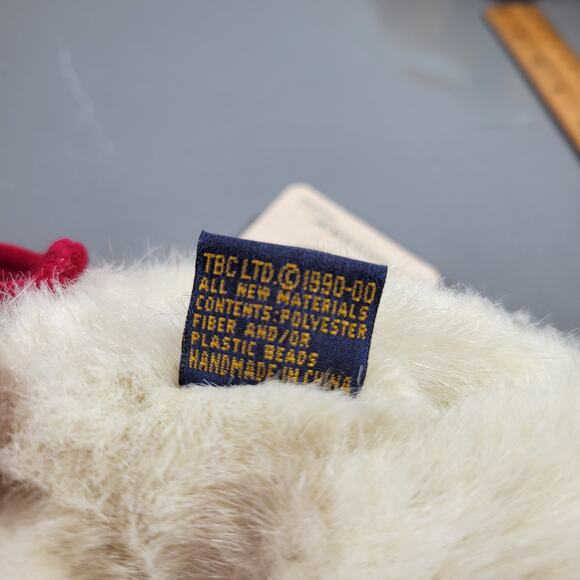 TBC LTD.© 1990-00
ALL NEW MATERIALS
CONTENTS:POLYESTER
FIBER AND/OR
PLASTIC BEADS
HANDMADE IN CHINA